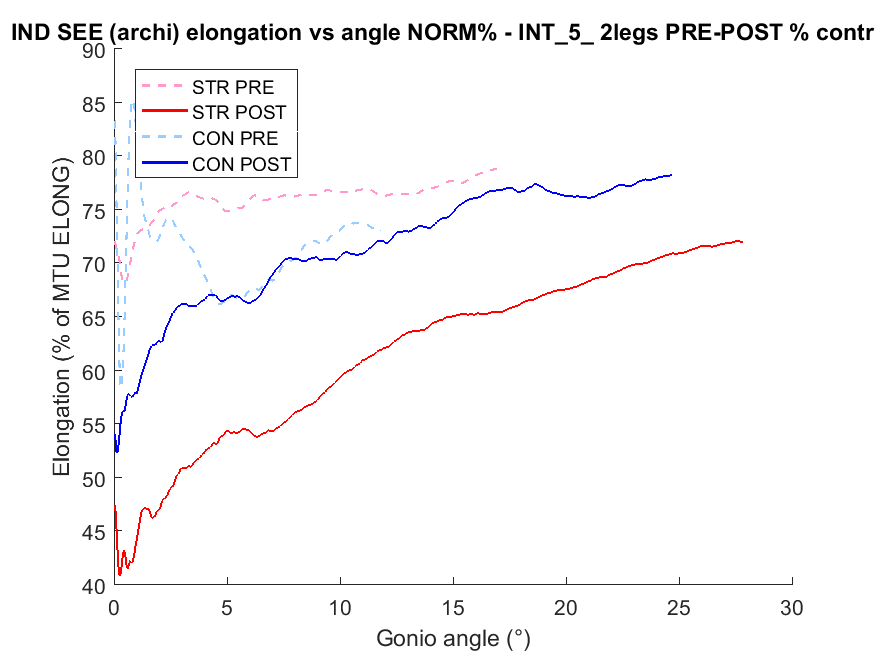 IND SEE (archi) elongation vs angle NORM% - INT_5_ 2legs PRE-POST % contr
90
85
80
75
70
65
60
55
50
45
40
Elongation (% of MTU ELONG)
STR PRE
STR POST
CON PRE
CON POST
0 5 10 15 20 25 30
Gonio angle (°)